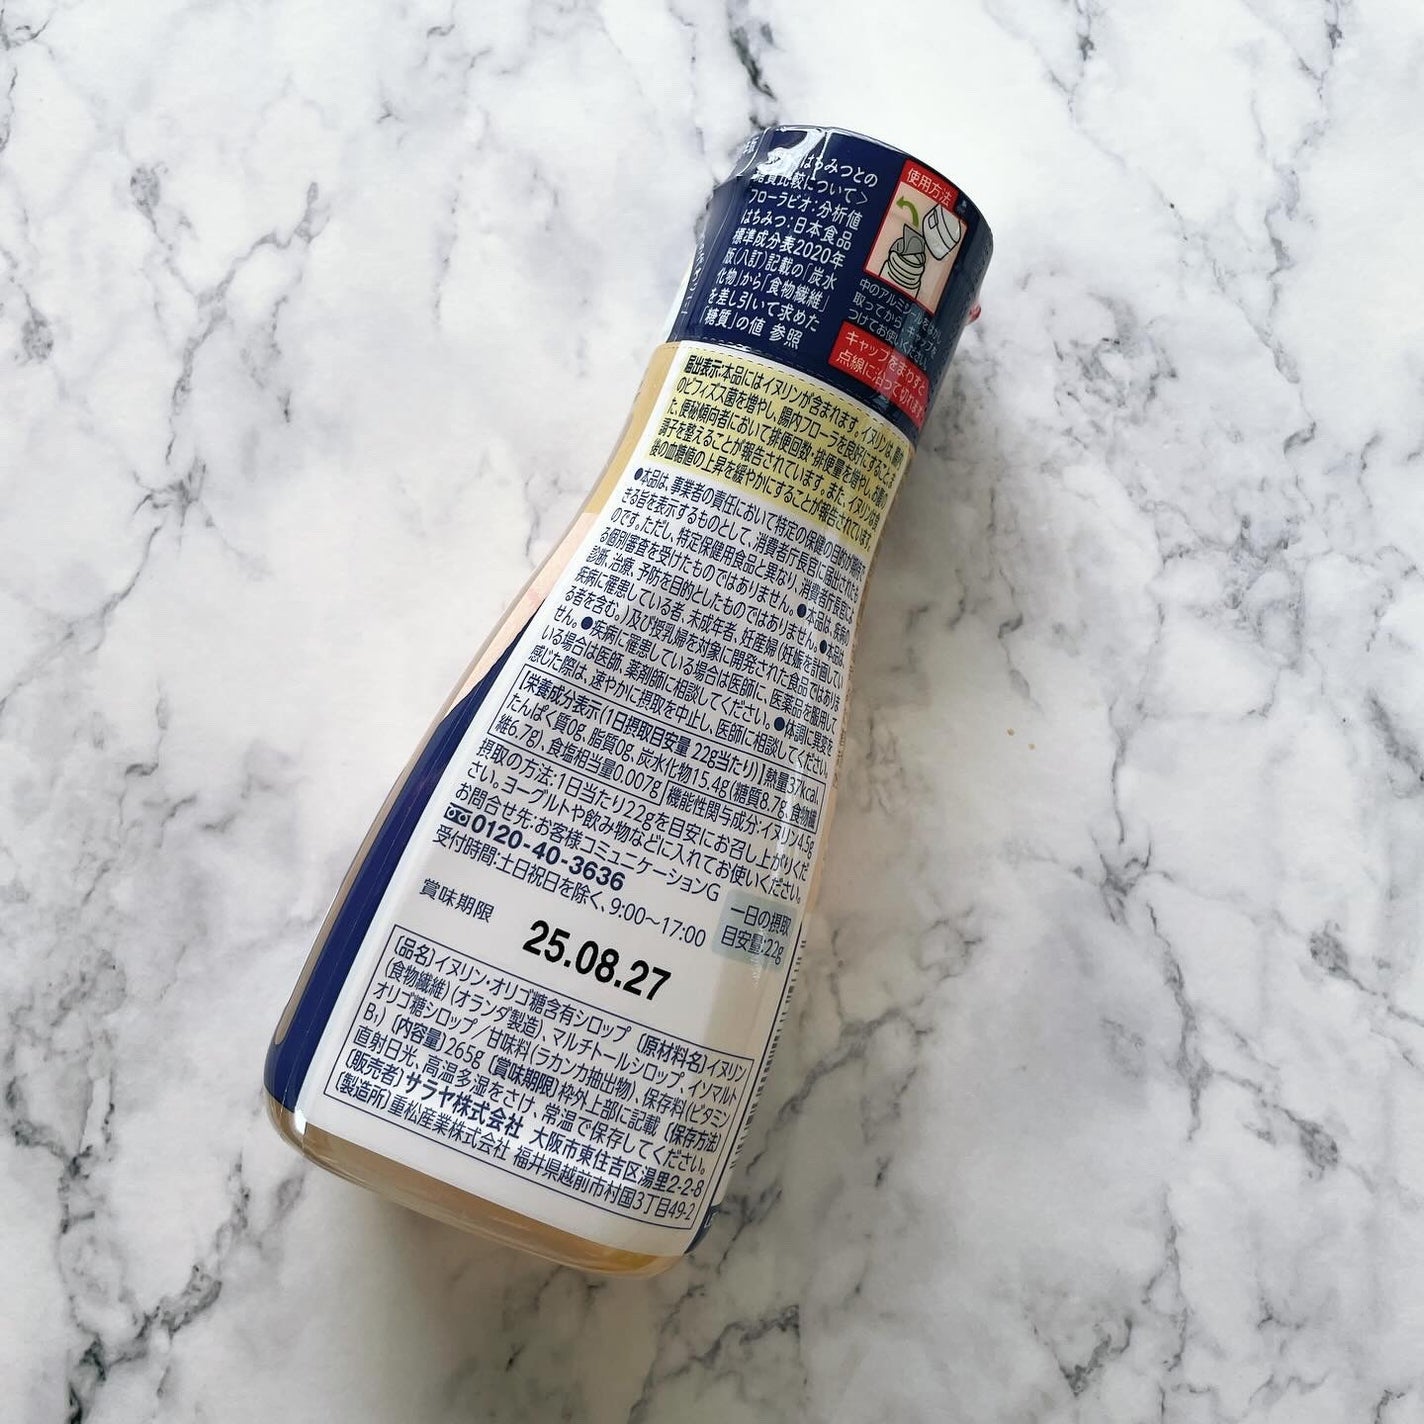 はちみつとの
糖質比較について〉
フローラビオ:分析値
はちみつ:日本食品
標準成分表2020年
版(八訂)記載の「炭水
化物」から「食物繊維」
を差し引いて求めた
「糖質」の値 参照
使用方法
中のアルミシールを
取ってから、キャップを
つけてお使いください。
キャップをまわすと
点線に沿って切れます
届出表示:本品にはイヌリンが含まれます。イヌリンは、
のビフィズス菌を増やし、腸内フローラを良好にすること、ま
た、便秘傾向者において排便回数・排便量を増やし、お腹の
調子を整えることが報告されています。また、イヌリンは食
後の血糖値の上昇を緩やかにすることが報告されています。
●本品は、事業者の責任において特定の保健の目的が期待で
きる旨を表示するものとして、消費者庁長官に届出されたも
のです。ただし、特定保健用食品と異なり、消費者庁長官によ
る個別審査を受けたものではありません。●本品は、疾病の
診断、治療、予防を目的としたものではありません。●本品は、
疾病に罹患している者、未成年者、妊産婦(妊娠を計画してい
る者を含む。)及び授乳婦を対象に開発された食品ではありま
せん。●疾病に罹患している場合は医師に、医薬品を服用して
いる場合は医師、薬剤師に相談してください。●体調に異変を
感じた際は、速やかに摂取を中止し、医師に相談してください。
[栄養成分表示(1日摂取目安量 22g当たり)]熱量37kcal、
たんぱく質0g、脂質0g、炭水化物15.4g(糖質8.7g、食物繊
維6.7g)、食塩相当量0.007g 機能性関与成分:イヌリン4.5g
摂取の方法:1日当たり22gを目安にお召し上がりくだ
さい。ヨーグルトや飲み物などに入れてお使いください。
お問合せ先:お客様コミュニケーションG
0120-40-3636
受付時間:土日祝日を除く、9:00〜17:00
一日の摂取
目安量:22g
賞味期限
25.08.27
〔品名〕イヌリン・オリゴ糖含有シロップ 〔原材料名〕イヌリン
(食物繊維)(オランダ製造)、マルチトールシロップ、イソマルト
オリゴ糖シロップ/甘味料(ラカンカ抽出物)、保存料(ビタミン
B₁) 〔内容量〕265g 〔賞味期限〕枠外上部に記載 〔保存方法〕
直射日光、高温多湿をさけ、常温で保存してください。
〔販売者〕サラヤ株式会社 大阪市東住吉区湯里2-2-8
〔製造所〕重松産業株式会社 福井県越前市村国3丁目49-2